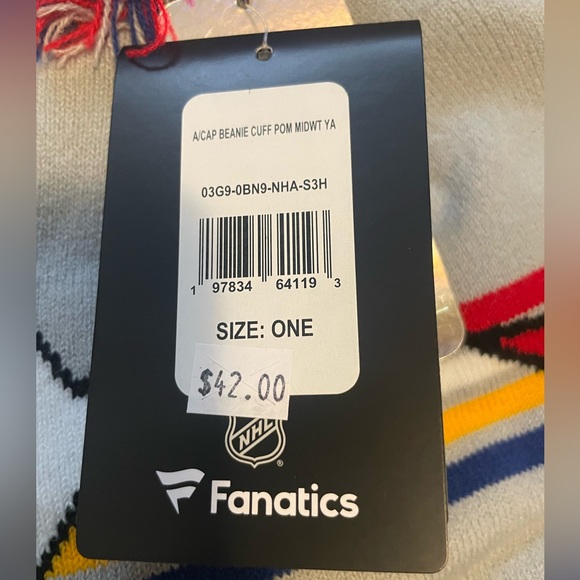 A/CAP BEANIE CUFF POM MIDWT YA
03G9-0BN9-NHA-S3H
1 97834 64119 3
SIZE: ONE
$42.00
NHL
®
Fanatics